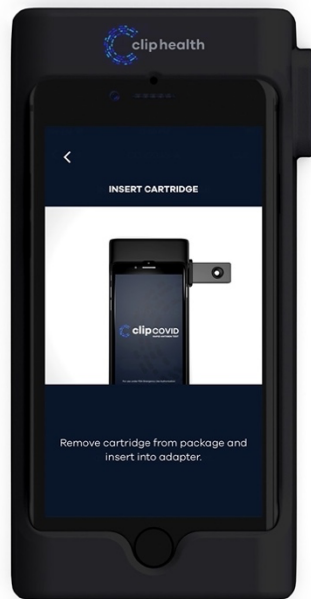 cliphealth
INSERT CARTRIDGE
clipCOVID
Remove cartridge from package and
insert into adapter.